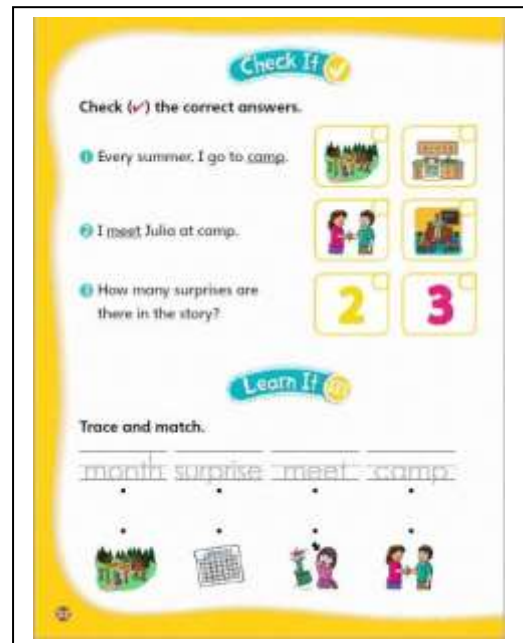 Check It
Check (✓) the correct answers.
1 Every summer, I go to camp.
2 I meet Julia at camp.
3 How many surprises are
there in the story?
2 3
Learn It
Trace and match.
month surprise meet camp